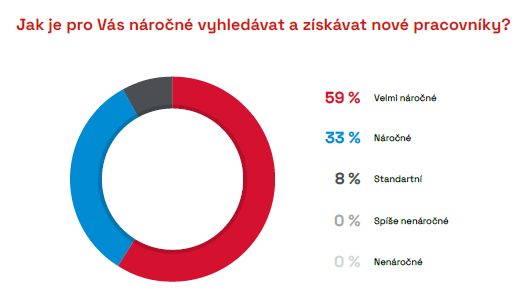 Jak je pro Vás náročné vyhledávat a získávat nové pracovníky?
59 % Velmi náročné
33 % Náročné
8 % Standartní
0 % Spíše nenáročné
0 % Nenáročné